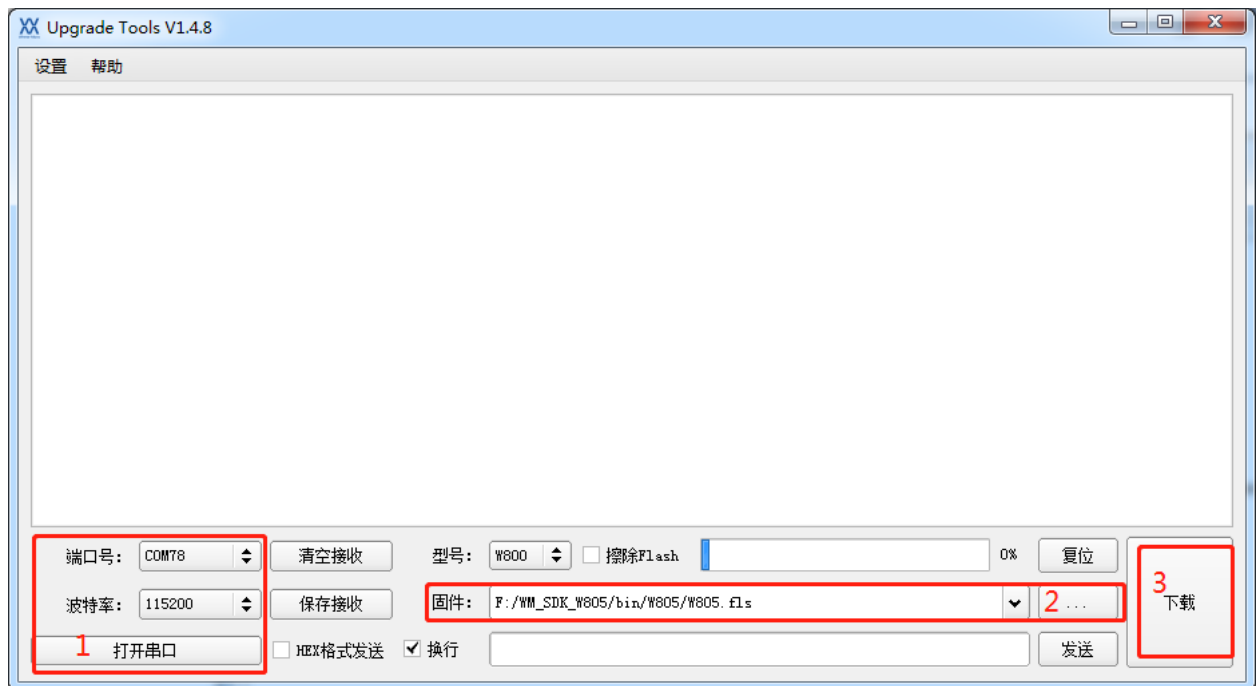 Upgrade Tools V1.4.8
设置 帮助
端口号: COM78 清空接收 型号: W800 擦除Flash 0% 复位
波特率: 115200 保存接收 固件: F:/WM_SDK_W805/bin/W805/W805.fls 2 ... 3 下载
1 打开串口 HEX格式发送 换行 发送